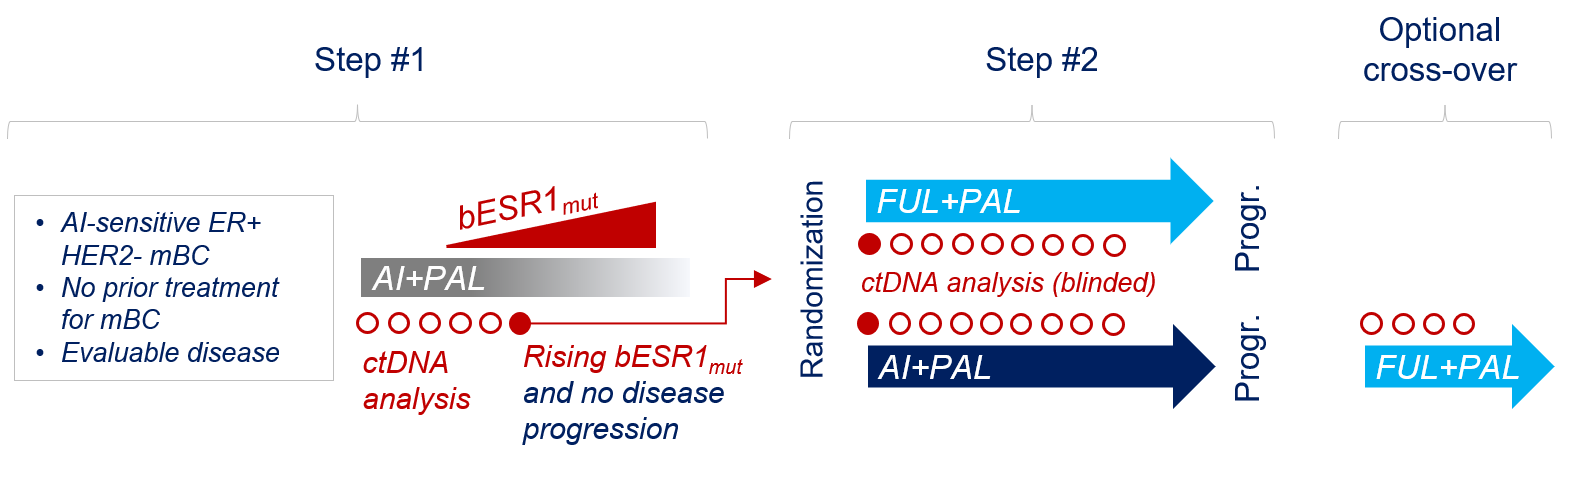 Step #1
Step #2
Optional
cross-over
• AI-sensitive ER+
HER2- mBC
• No prior treatment
for mBC
• Evaluable disease
bESR1mut
AI+PAL
ctDNA
analysis
Rising bESR1mut
and no disease
progression
Randomization
FUL+PAL
ctDNA analysis (blinded)
AI+PAL
Progr.
Progr.
FUL+PAL